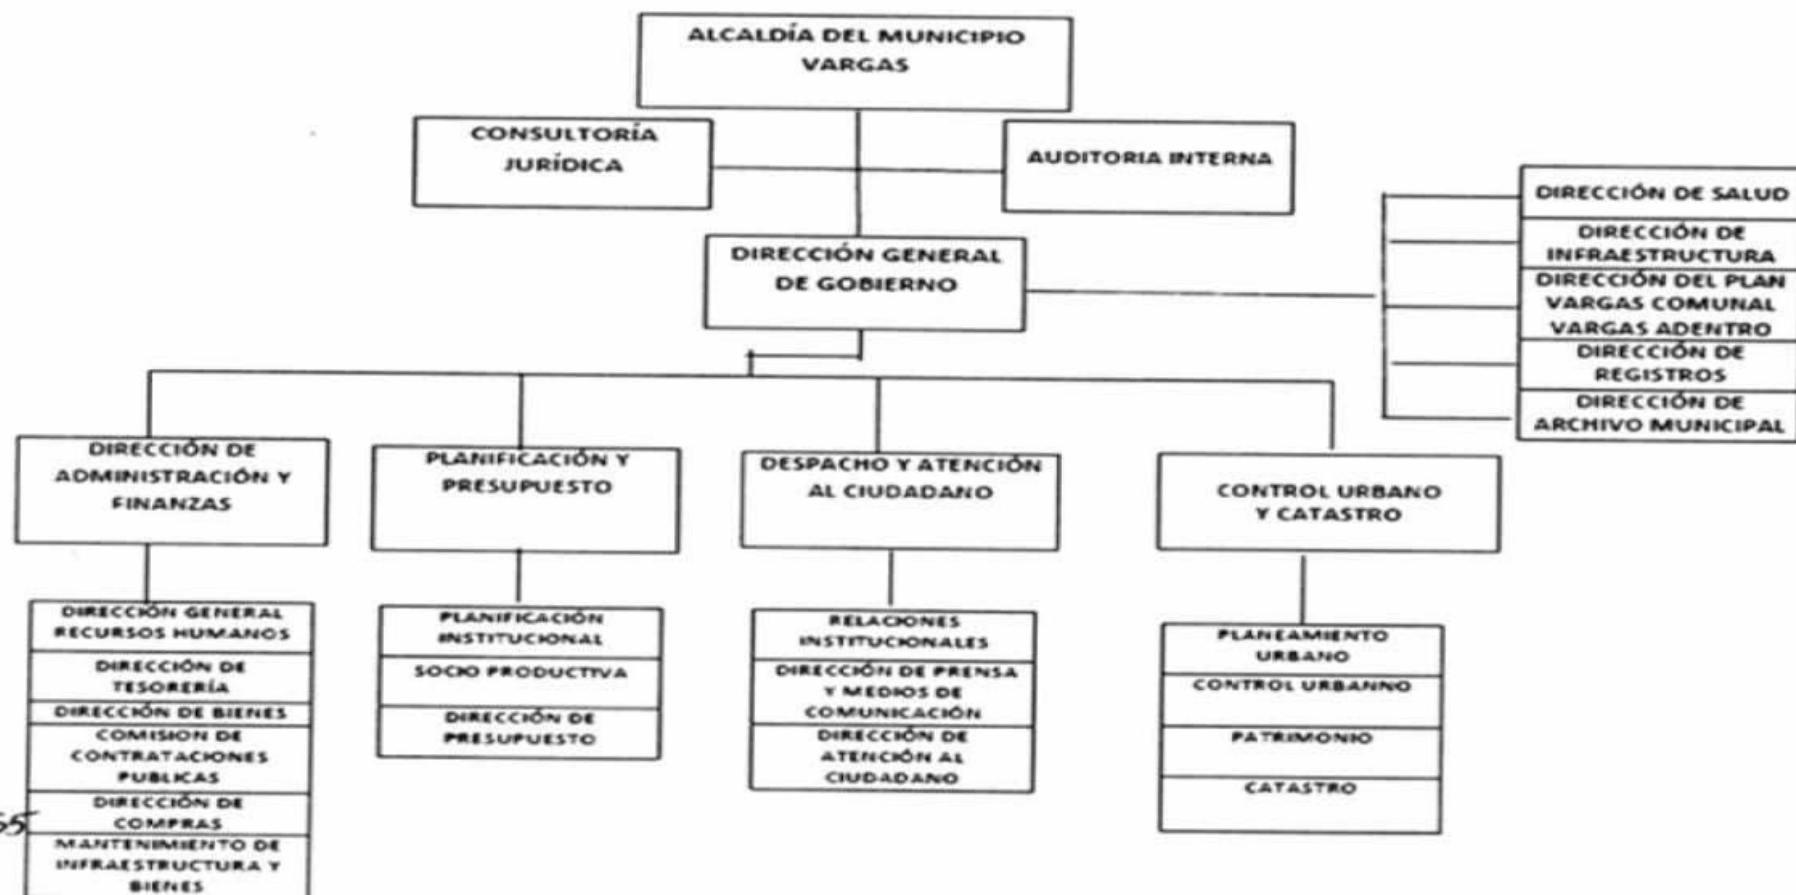 ALCALDÍA DEL MUNICIPIO
VARGAS
CONSULTORÍA
JURÍDICA
AUDITORIA INTERNA
DIRECCIÓN GENERAL
DE GOBIERNO
DIRECCIÓN DE SALUD
DIRECCIÓN DE
INFRAESTRUCTURA
DIRECCIÓN DEL PLAN
VARGAS COMUNAL
VARGAS ADENTRO
DIRECCIÓN DE
REGISTROS
DIRECCIÓN DE
ARCHIVO MUNICIPAL
DIRECCIÓN DE
ADMINISTRACIÓN Y
FINANZAS
PLANIFICACIÓN Y
PRESUPUESTO
DESPACHO Y ATENCIÓN
AL CIUDADANO
CONTROL URBANO
Y CATASTRO
DIRECCIÓN GENERAL
RECURSOS HUMANOS
DIRECCIÓN DE
TESORERÍA
DIRECCIÓN DE BIENES
COMISION DE
CONTRATACIONES
PUBLICAS
DIRECCIÓN DE
COMPRAS
MANTENIMIENTO DE
INFRAESTRUCTURA Y
BIENES
PLANIFICACIÓN
INSTITUCIONAL
SOCIO PRODUCTIVA
DIRECCIÓN DE
PRESUPUESTO
RELACIONES
INSTITUCIONALES
DIRECCIÓN DE PRENSA
Y MEDIOS DE
COMUNICACIÓN
DIRECCIÓN DE
ATENCIÓN AL
CIUDADANO
PLANEAMIENTO
URBANO
CONTROL URBANNO
PATRIMONIO
CATASTRO